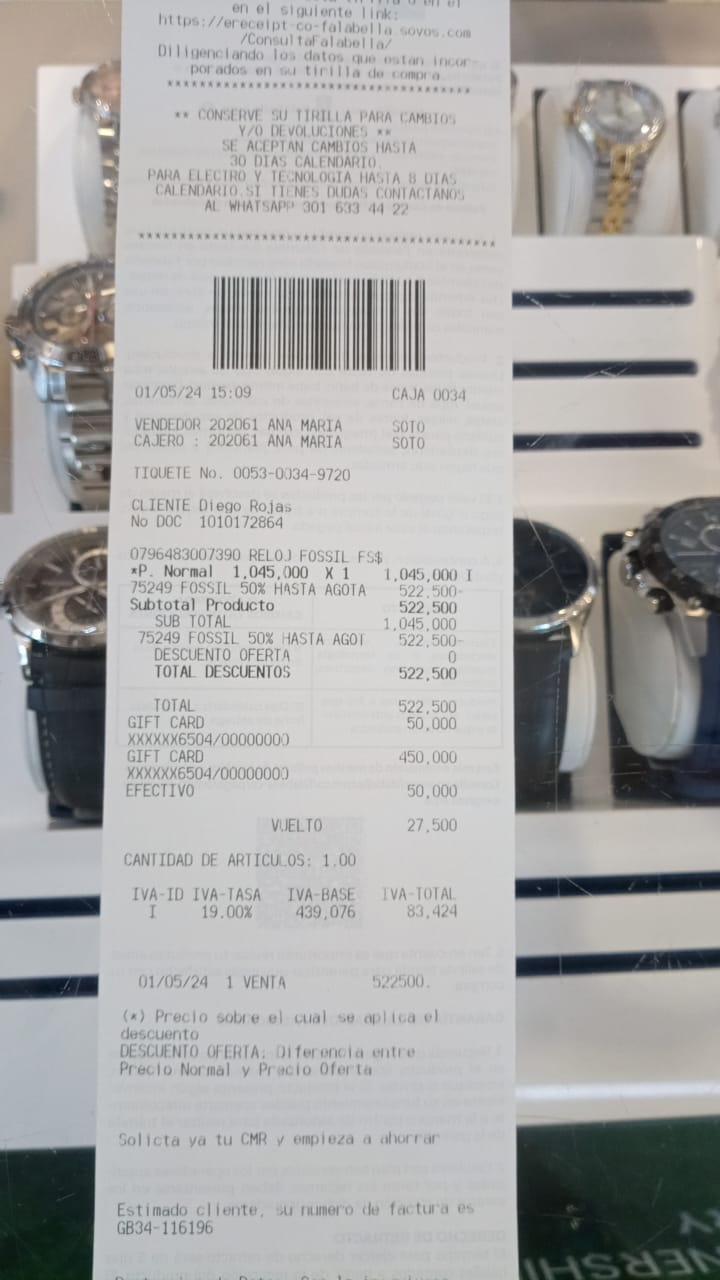 en el siguiente link:
https://ereceipt-co-falabella.sovos.com
/ConsultaFalabella/
Diligenciando los datos que estan incor-
porados en su tirilla de compra.
****************************************
** CONSERVE SU TIRILLA PARA CAMBIOS
Y/O DEVOLUCIONES **
SE ACEPTAN CAMBIOS HASTA
30 DIAS CALENDARIO.
PARA ELECTRO Y TECNOLOGIA HASTA 8 DIAS
CALENDARIO.SI TIENES DUDAS CONTACTANOS
AL WHATSAPP 301 633 44 22
****************************************
01/05/24 15:09 CAJA 0034
VENDEDOR 202061 ANA MARIA SOTO
CAJERO : 202061 ANA MARIA SOTO
TIQUETE No. 0053-0034-9720
CLIENTE Diego Rojas
No DOC 1010172864
0796483007390 RELOJ FOSSIL FS$
*P. Normal 1,045,000 X 1 1,045,000 I
75249 FOSSIL 50% HASTA AGOTA 522,500-
Subtotal Producto 522,500
SUB TOTAL 1,045,000
75249 FOSSIL 50% HASTA AGOT 522,500-
DESCUENTO OFERTA 0
TOTAL DESCUENTOS 522,500
TOTAL 522,500
GIFT CARD 50,000
XXXXXX6504/00000000
GIFT CARD 450,000
XXXXXX6504/00000000
EFECTIVO 50,000
VUELTO 27,500
CANTIDAD DE ARTICULOS: 1.00
IVA-ID IVA-TASA IVA-BASE IVA-TOTAL
I 19.00% 439,076 83,424
01/05/24 1 VENTA 522500.
(*) Precio sobre el cual se aplica el
descuento
DESCUENTO OFERTA: Diferencia entre
Precio Normal y Precio Oferta
Solicta ya tu CMR y empieza a ahorrar
Estimado cliente, su numero de factura es
GB34-116196